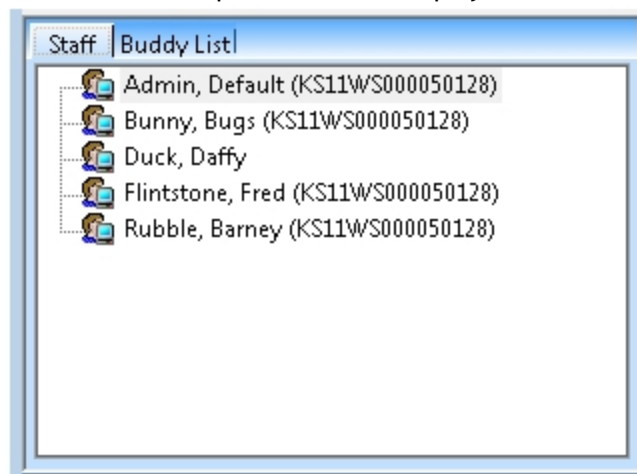 Staff Buddy List
Admin, Default (KS11WS000050128)
Bunny, Bugs (KS11WS000050128)
Duck, Daffy
Flintstone, Fred (KS11WS000050128)
Rubble, Barney (KS11WS000050128)